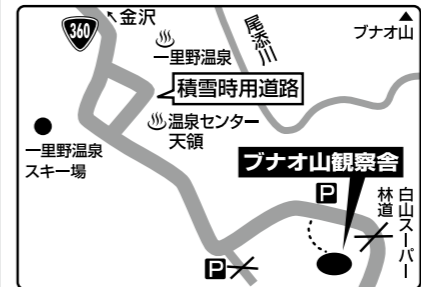 360
↖金沢
♨
一里野温泉
尾添川
▲
ブナオ山
積雪時用道路
♨温泉センター
天領
一里野温泉
スキー場
ブナオ山観察舎
P
白山スーパー
林道
P